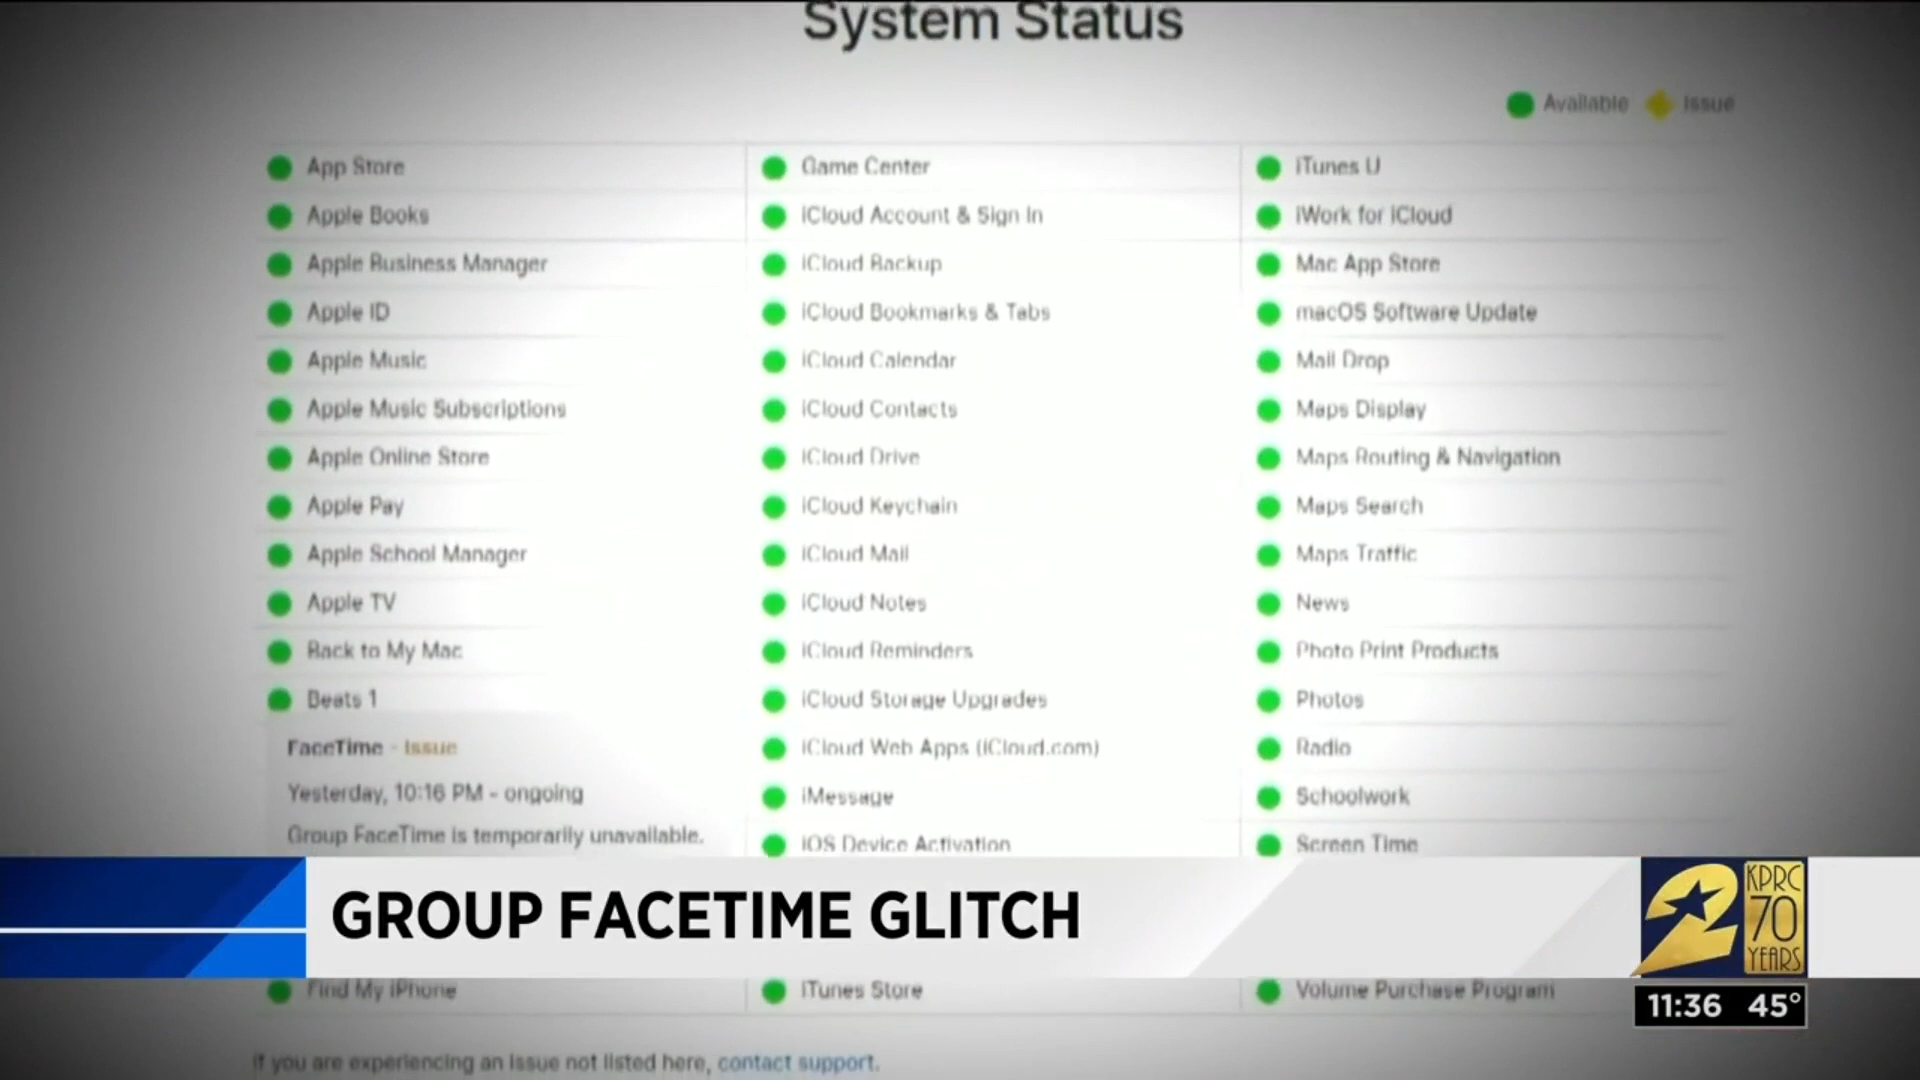 System Status
Available Issue
App Store
Apple Books
Apple Business Manager
Apple ID
Apple Music
Apple Music Subscriptions
Apple Online Store
Apple Pay
Apple School Manager
Apple TV
Back to My Mac
Beats 1
FaceTime - Issue
Yesterday, 10:16 PM - ongoing
Group FaceTime is temporarily unavailable.
Find My iPhone
Game Center
iCloud Account & Sign In
iCloud Backup
iCloud Bookmarks & Tabs
iCloud Calendar
iCloud Contacts
iCloud Drive
iCloud Keychain
iCloud Mail
iCloud Notes
iCloud Reminders
iCloud Storage Upgrades
iCloud Web Apps (iCloud.com)
iMessage
iOS Device Activation
iTunes Store
iTunes U
iWork for iCloud
Mac App Store
macOS Software Update
Mail Drop
Maps Display
Maps Routing & Navigation
Maps Search
Maps Traffic
News
Photo Print Products
Photos
Radio
Schoolwork
Screen Time
Volume Purchase Program
If you are experiencing an issue not listed here, contact support.
GROUP FACETIME GLITCH
2
KPRC
70
YEARS
11:36 45°